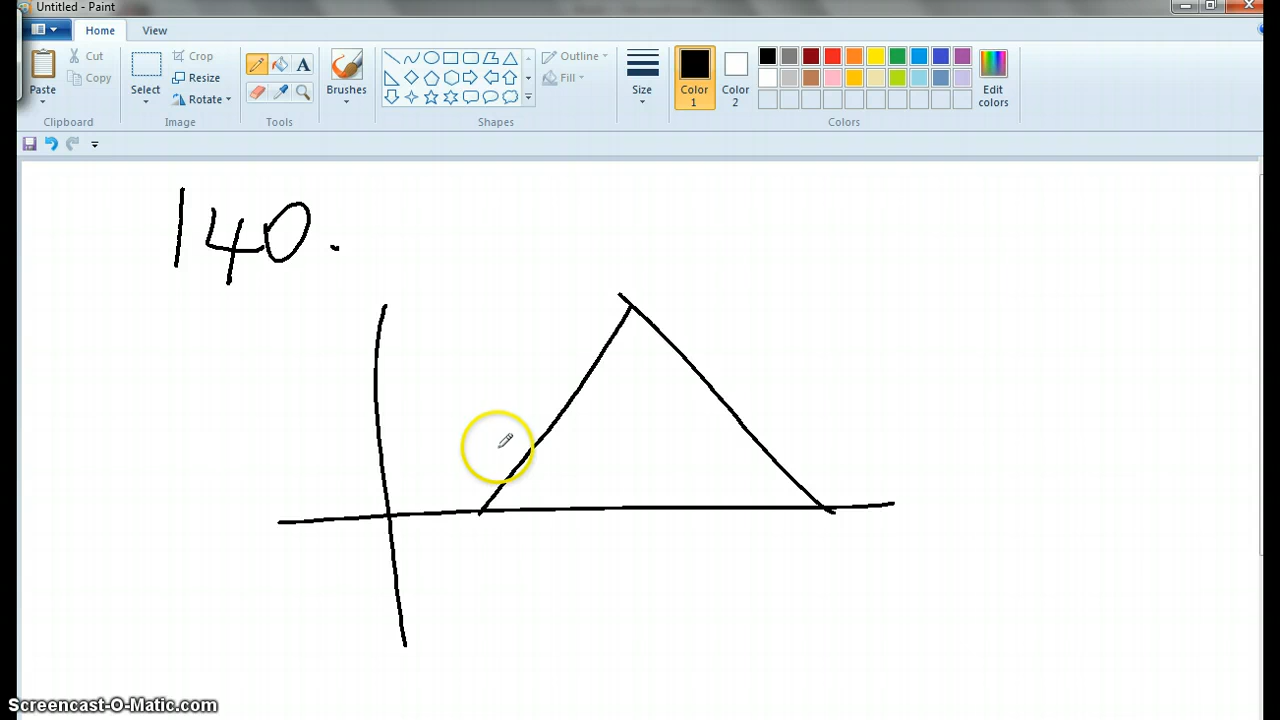 Untitled - Paint
Home View
Paste Cut Copy Clipboard
Select Crop Resize Rotate Image
Tools
Brushes
Outline Fill Shapes
Size
Color 1
Color 2
Edit colors
Colors
140.
Screencast-O-Matic.com